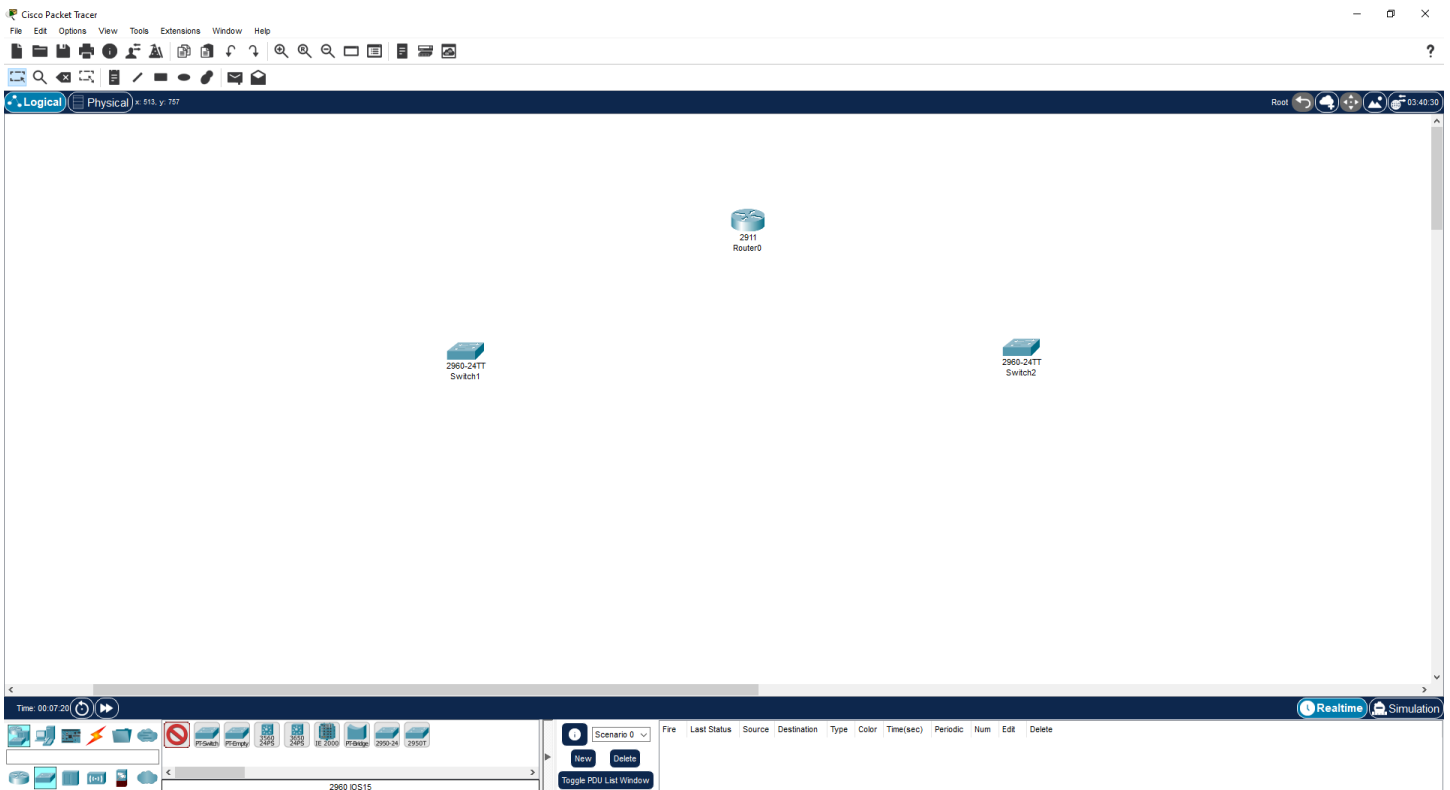 Cisco Packet Tracer
File Edit Options View Tools Extensions Window Help
?
Logical Physical x: 513, y: 757 Root 03:40:30
2911
Router0
2960-24TT
Switch1
2960-24TT
Switch2
Time: 00:07:20 Realtime Simulation
PT-Switch PT-Empty 3560 24PS 3650 24PS IE 2000 PT-Bridge 2950-24 2950T
Scenario 0
Fire Last Status Source Destination Type Color Time(sec) Periodic Num Edit Delete
New Delete
Toggle PDU List Window
2960 IOS15